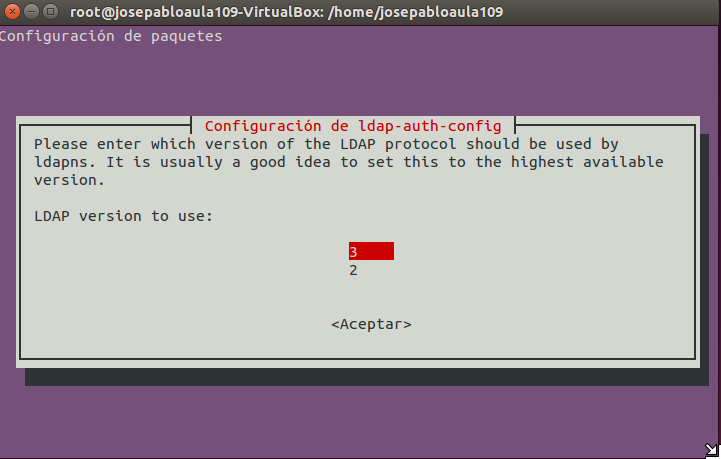 root@josepabloaula109-VirtualBox: /home/josepabloaula109
Configuración de paquetes
Configuración de ldap-auth-config
Please enter which version of the LDAP protocol should be used by
ldapns. It is usually a good idea to set this to the highest available
version.
LDAP version to use:
3
2
<Aceptar>